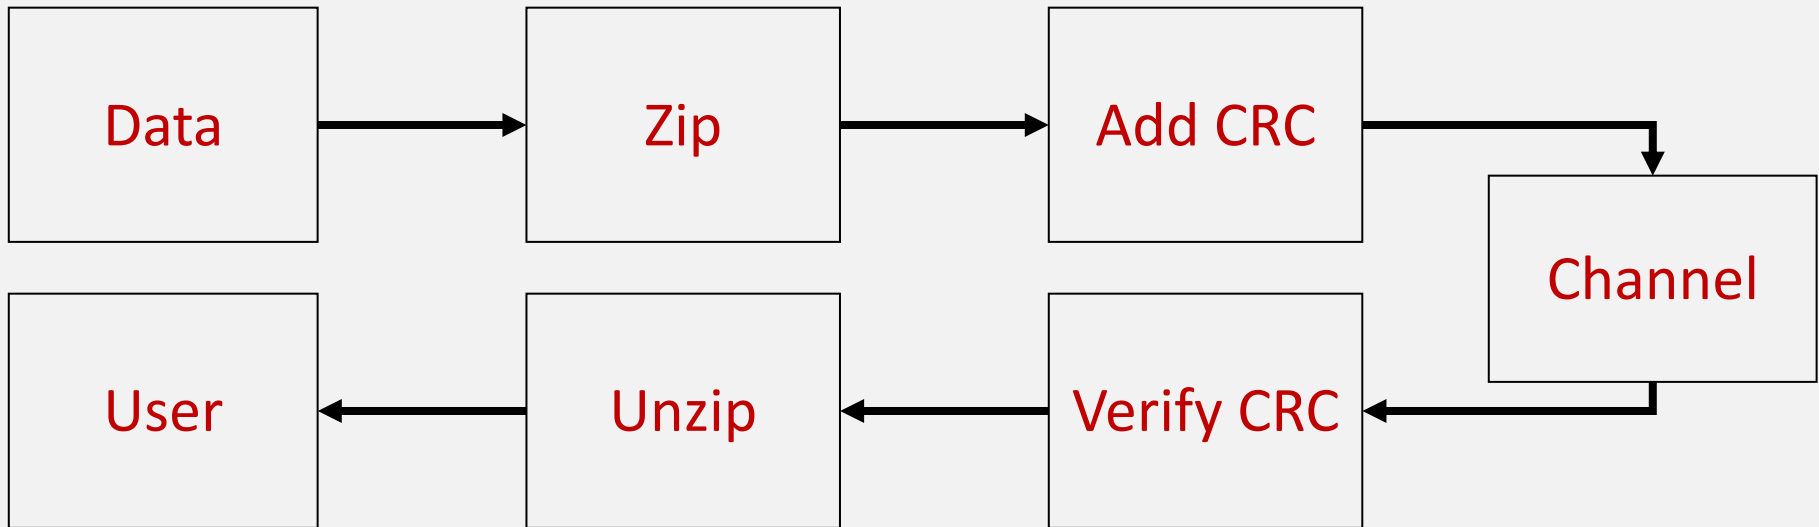 Data
Zip
Add CRC
Channel
User
Unzip
Verify CRC